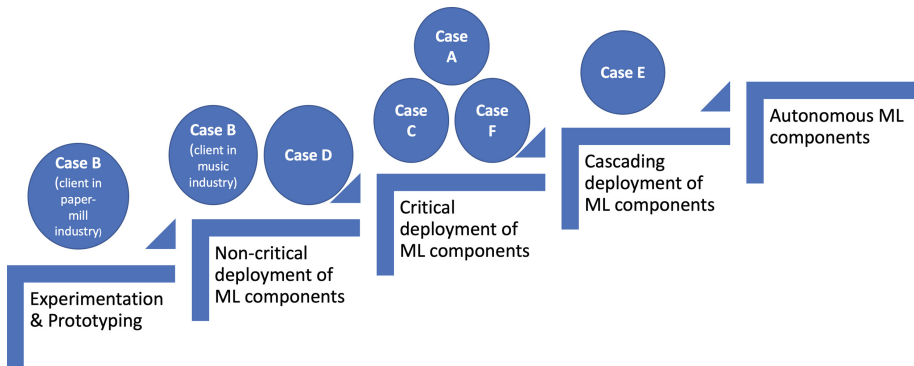 Case B
(client in
paper-
mill
industry)
Experimentation
& Prototyping
Case B
(client in
music
industry)
Case D
Non-critical
deployment of
ML components
Case
A
Case
C
Case
F
Critical
deployment of
ML components
Case E
Cascading
deployment of
ML components
Autonomous ML
components